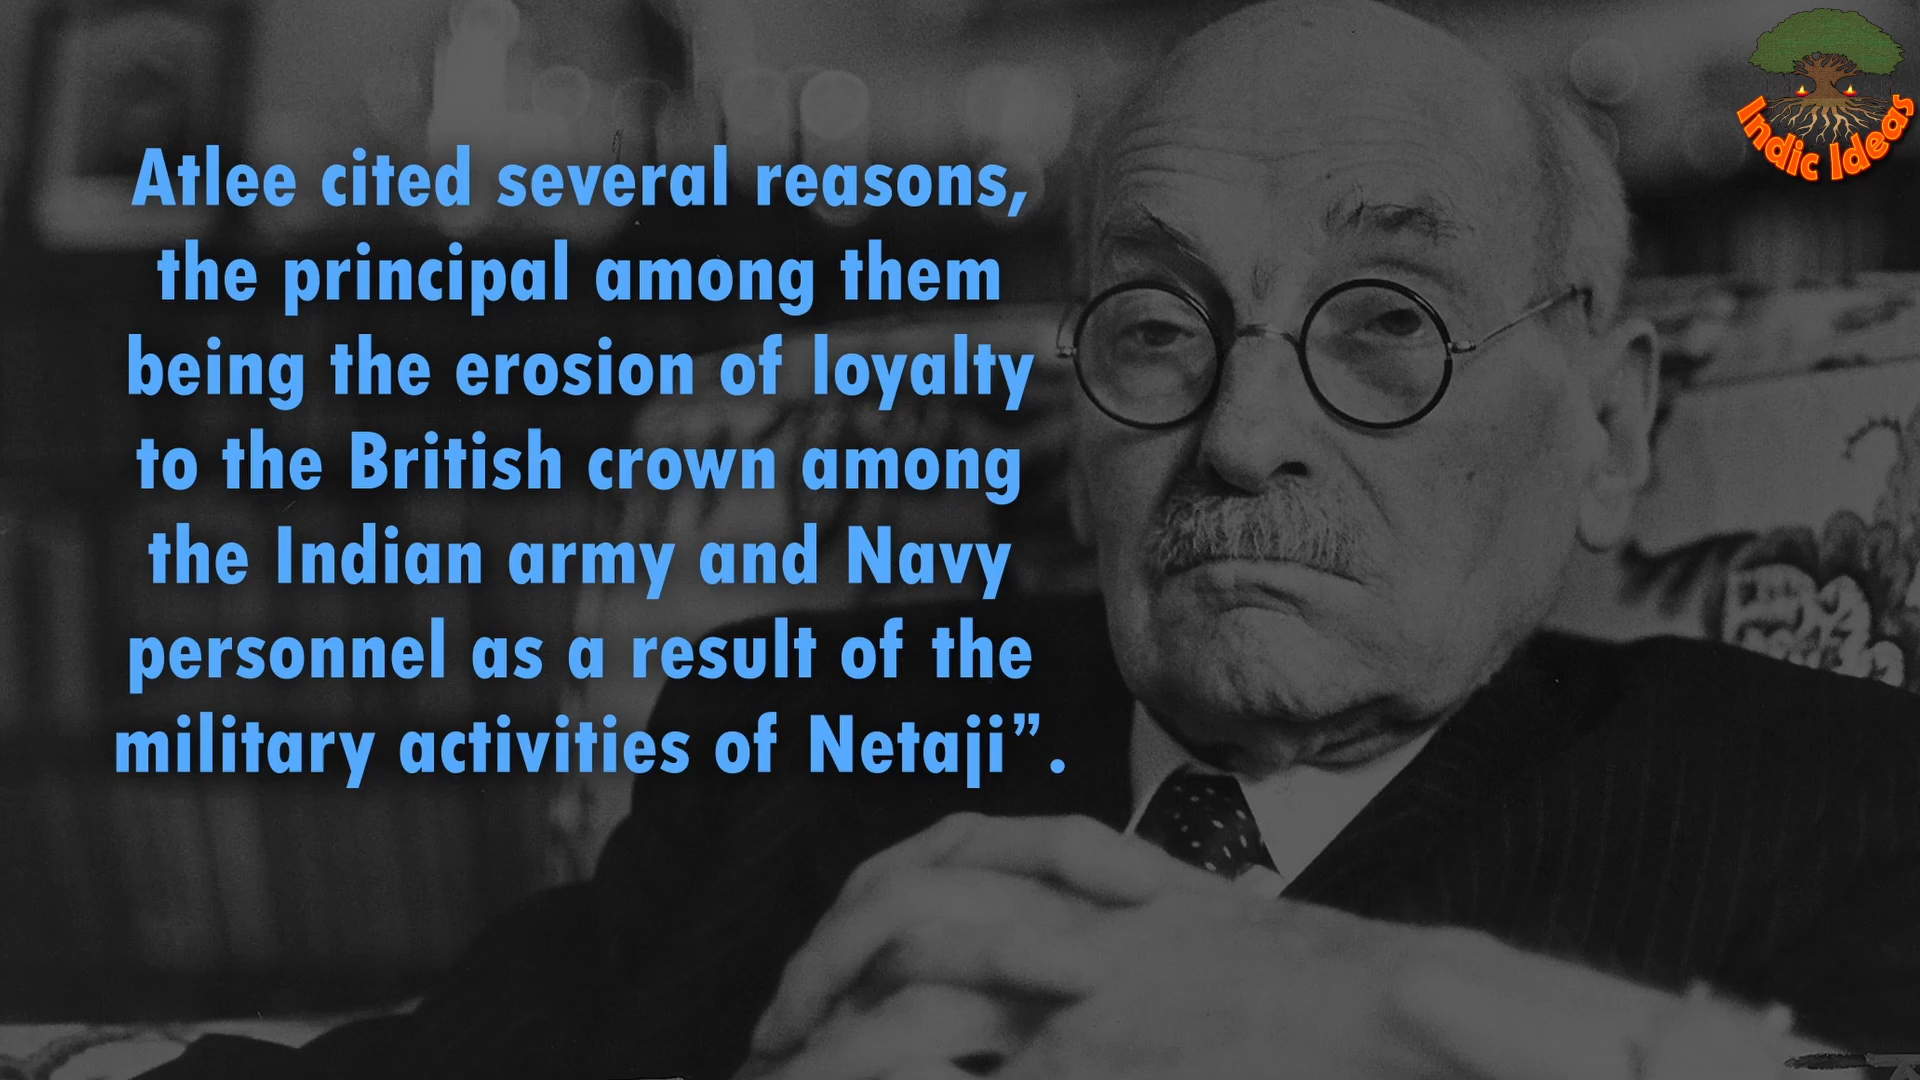 Indic Ideas
Atlee cited several reasons,
the principal among them
being the erosion of loyalty
to the British crown among
the Indian army and Navy
personnel as a result of the
military activities of Netaji”.